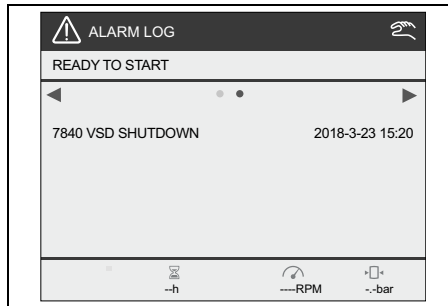 ALARM LOG
READY TO START
7840 VSD SHUTDOWN 2018-3-23 15:20
--h ----RPM -.-bar